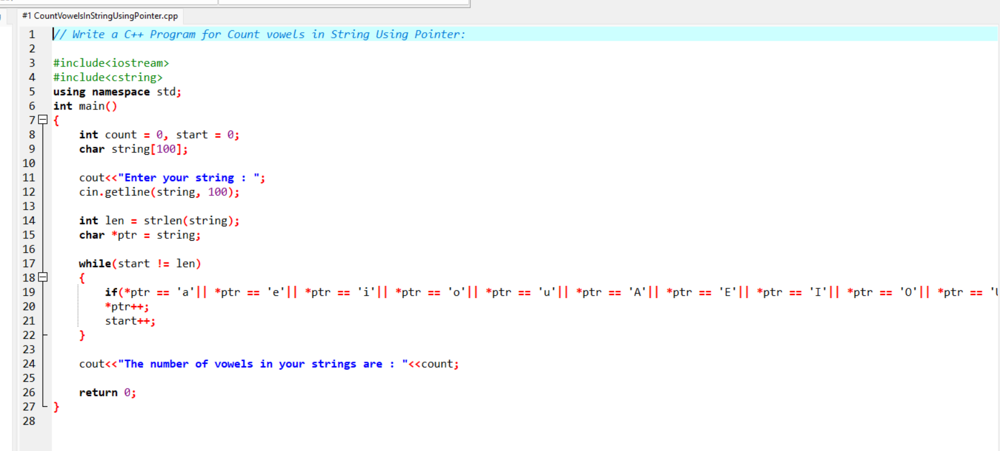 #1 CountVowelsInStringUsingPointer.cpp
1 // Write a C++ Program for Count vowels in String Using Pointer:
2
3 #include<iostream>
4 #include<cstring>
5 using namespace std;
6 int main()
7 {
8 int count = 0, start = 0;
9 char string[100];
10
11 cout<<"Enter your string : ";
12 cin.getline(string, 100);
13
14 int len = strlen(string);
15 char *ptr = string;
16
17 while(start != len)
18 {
19 if(*ptr == 'a'|| *ptr == 'e'|| *ptr == 'i'|| *ptr == 'o'|| *ptr == 'u'|| *ptr == 'A'|| *ptr == 'E'|| *ptr == 'I'|| *ptr == 'O'|| *ptr ==
20 *ptr++;
21 start++;
22 }
23
24 cout<<"The number of vowels in your strings are : "<<count;
25
26 return 0;
27 }
28